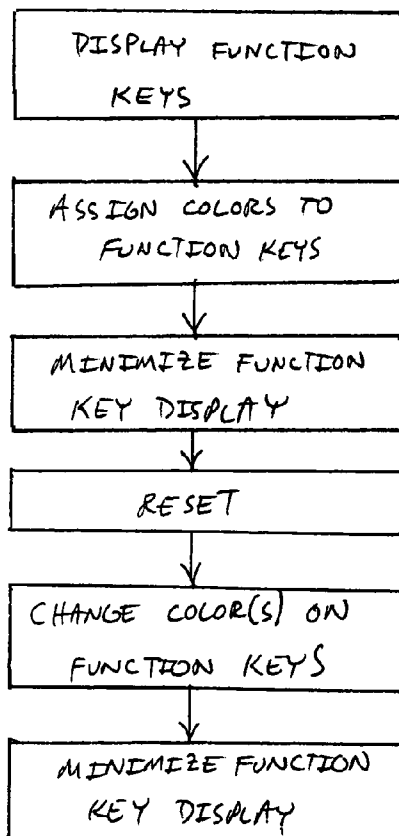 DISPLAY FUNCTION
KEYS
ASSIGN COLORS TO
FUNCTION KEYS
MINIMIZE FUNCTION
KEY DISPLAY
RESET
CHANGE COLOR(S) ON
FUNCTION KEYS
MINIMIZE FUNCTION
KEY DISPLAY